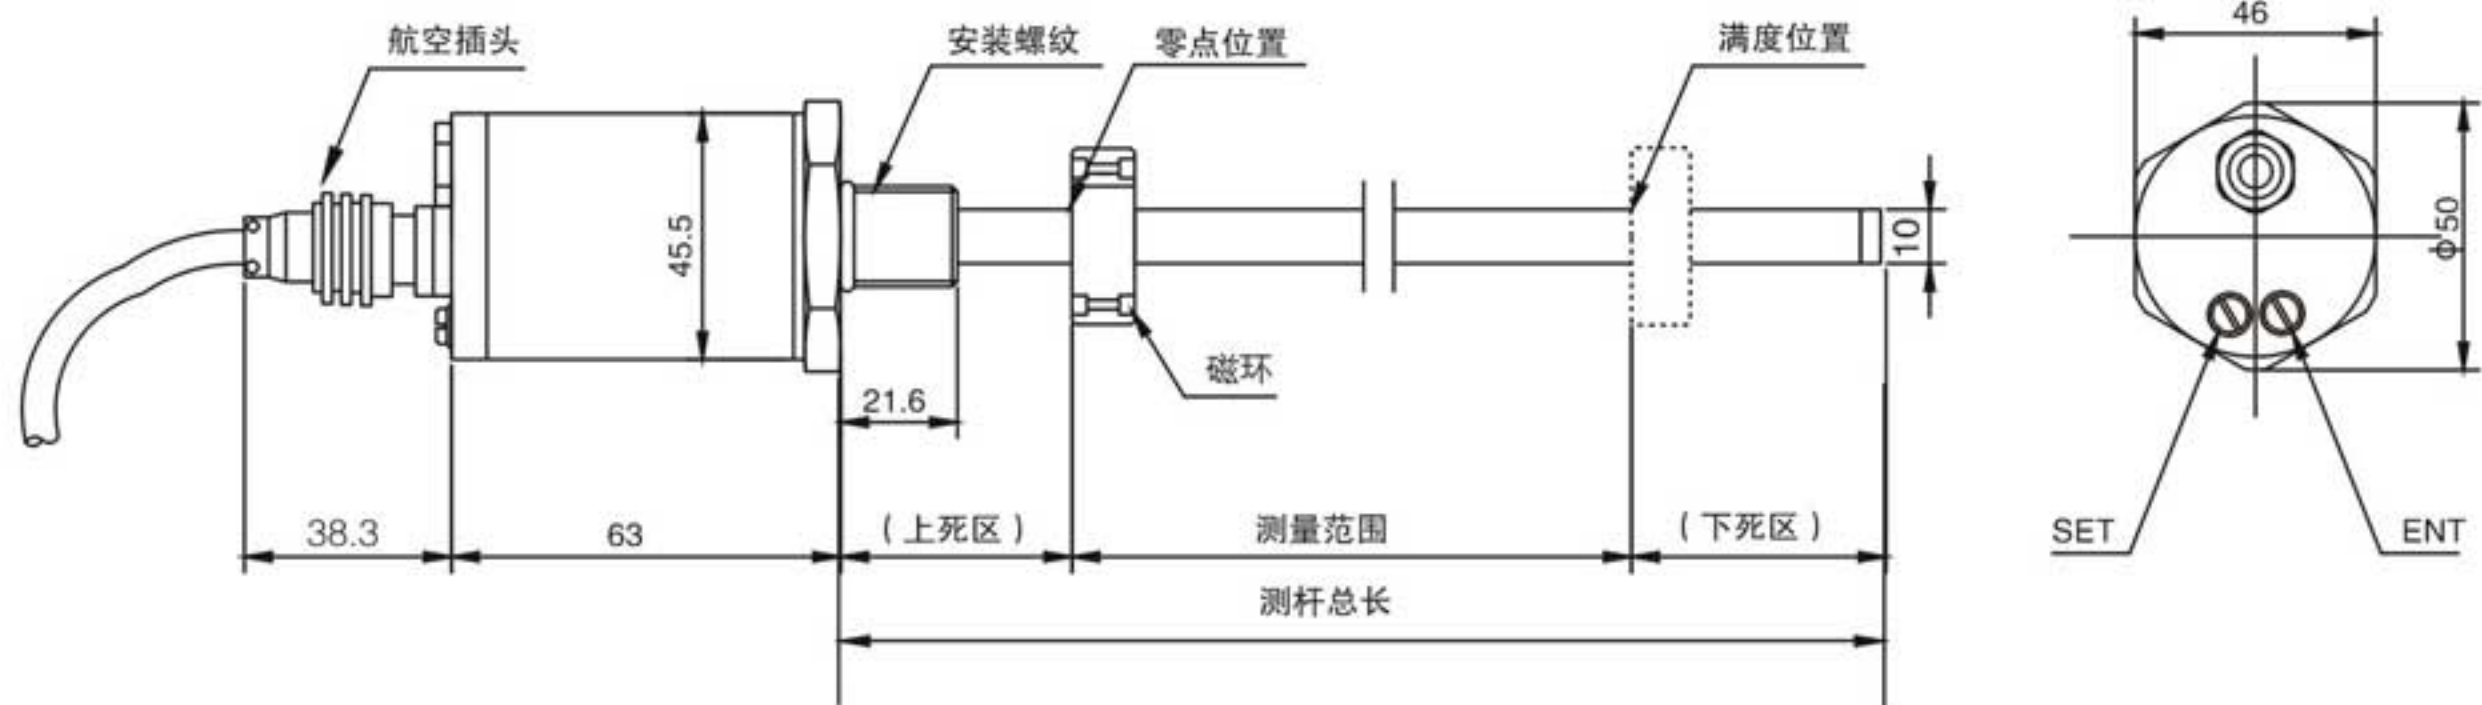 航空插头
安装螺纹
零点位置
满度位置
46
45.5
10
ϕ50
磁环
21.6
38.3
63
(上死区)
测量范围
(下死区)
SET
ENT
测杆总长